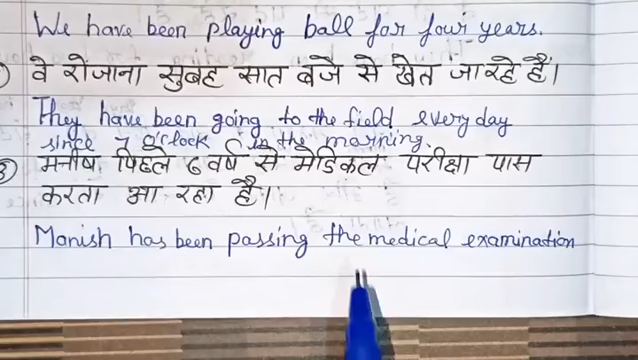 We have been playing ball for four years.
वे रोजाना सुबह सात बजे से खेत जा रहे हैं।
They have been going to the field every day
since 7 o'clock in the morning.
मनीष पिछले 6 वर्ष से मेडिकल परीक्षा पास
करता आ रहा है।
Manish has been passing the medical examination